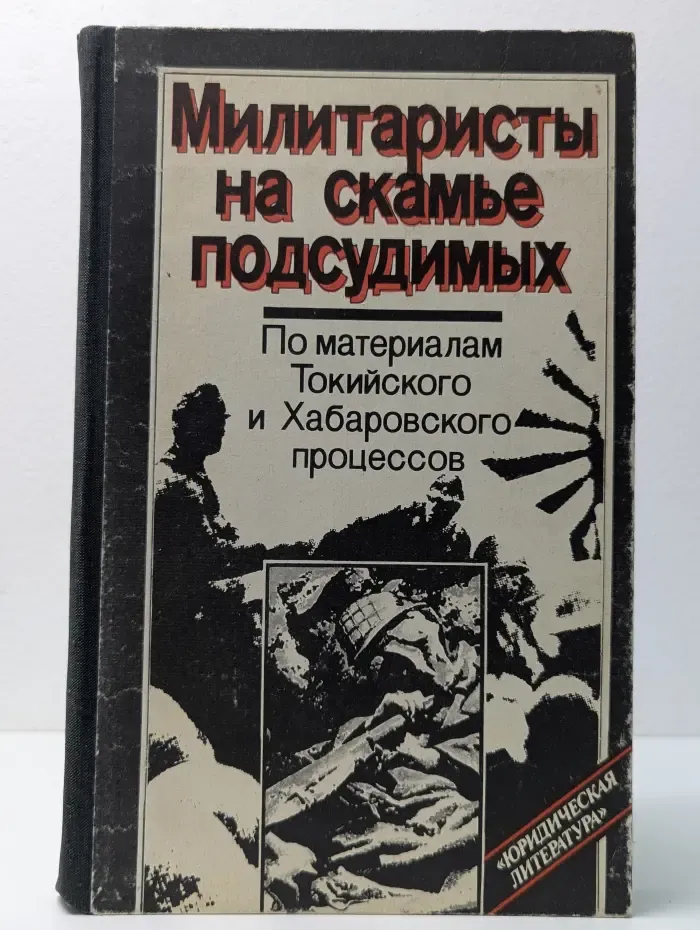 Милитаристы
на скамье
подсудимых
По материалам
Токийского
и Хабаровского
процессов
«ЮРИДИЧЕСКАЯ
ЛИТЕРАТУРА»